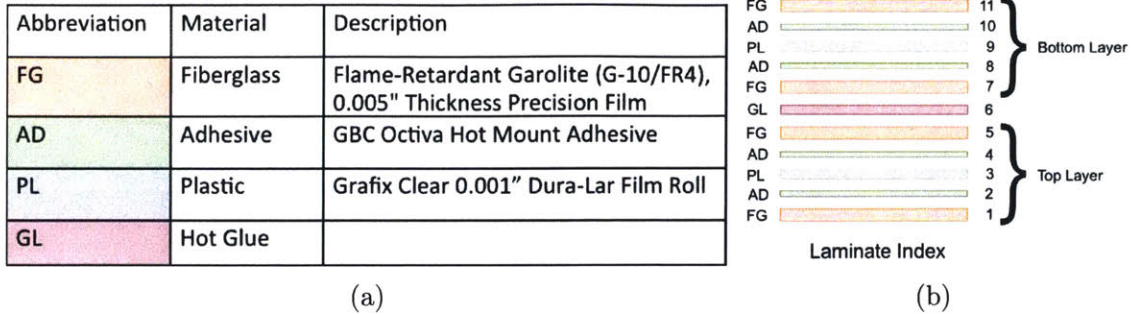 Abbreviation Material Description
FG Fiberglass Flame-Retardant Garolite (G-10/FR4),
0.005" Thickness Precision Film
AD Adhesive GBC Octiva Hot Mount Adhesive
PL Plastic Grafix Clear 0.001” Dura-Lar Film Roll
GL Hot Glue
(a)
FG 11
AD 10
PL 9
AD 8
FG 7
Bottom Layer
GL 6
FG 5
AD 4
PL 3
AD 2
FG 1
Top Layer
Laminate Index
(b)